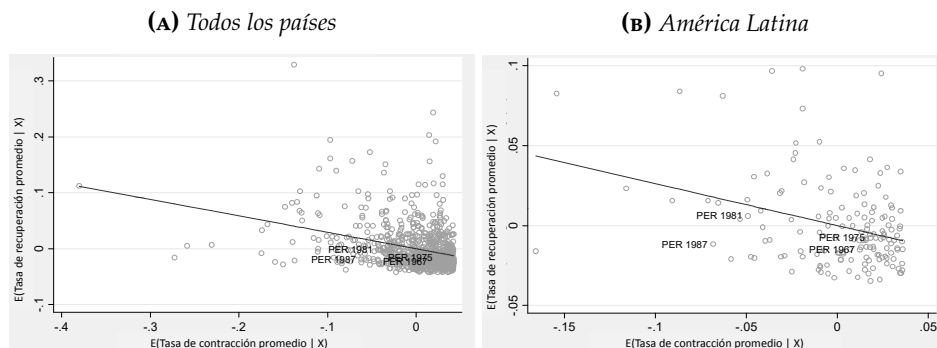 (A) Todos los países
(B) América Latina
E(Tasa de recuperación promedio | X)
.3
.2
.1
0
-.1
PER 1981
PER 1987
PER 1975
PER 1967
-.4
-.3
-.2
-.1
0
E(Tasa de contracción promedio | X)
E(Tasa de recuperación promedio | X)
.1
.05
0
-.05
PER 1981
PER 1987
PER 1975
PER 1967
-.15
-.1
-.05
0
.05
E(Tasa de contracción promedio | X)